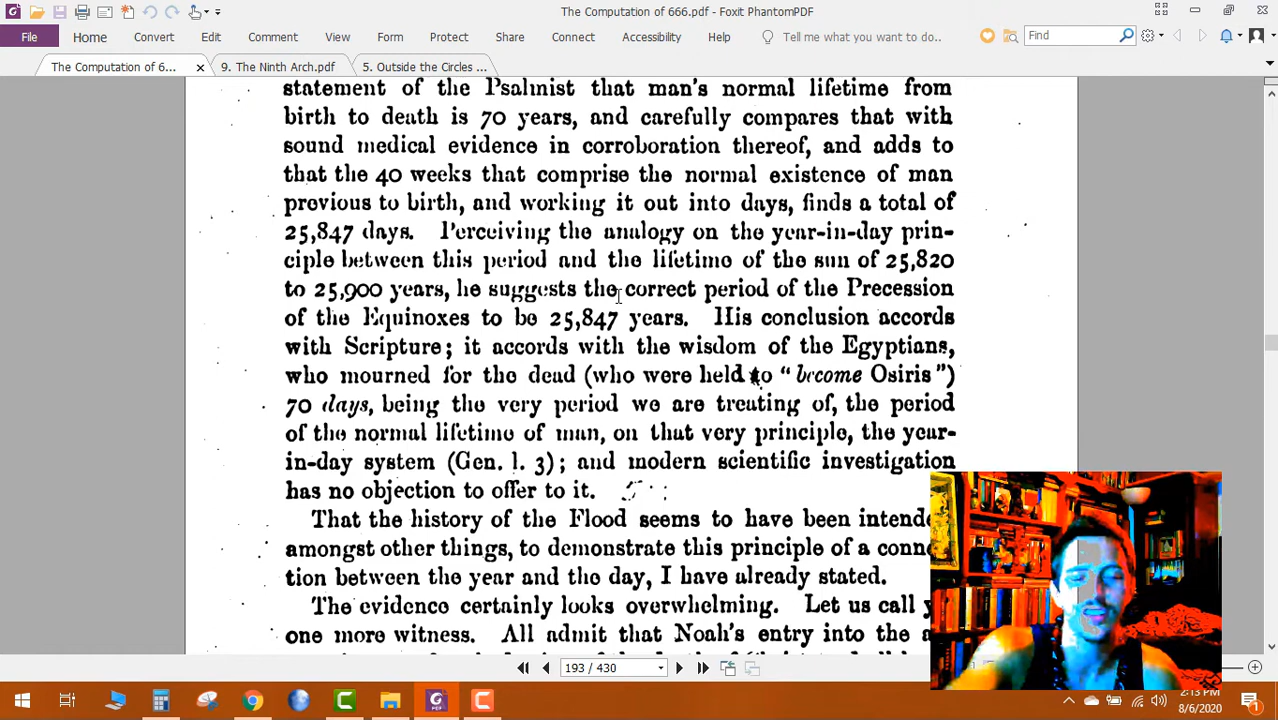 The Computation of 666.pdf - Foxit PhantomPDF
File Home Convert Edit Comment View Form Protect Share Connect Accessibility Help Tell me what you want to do.. Find
The Computation of 6... 9. The Ninth Arch.pdf 5. Outside the Circles ...
statement of the Psalmist that man's normal lifetime from
birth to death is 70 years, and carefully compares that with
sound medical evidence in corroboration thereof, and adds to
that the 40 weeks that comprise the normal existence of man
previous to birth, and working it out into days, finds a total of
25,847 days. Perceiving the analogy on the year-in-day prin-
ciple between this period and the lifetime of the sun of 25,820
to 25,900 years, he suggests the correct period of the Precession
of the Equinoxes to be 25,847 years. His conclusion accords
with Scripture; it accords with the wisdom of the Egyptians,
who mourned for the dead (who were held to "become Osiris")
70 days, being the very period we are treating of, the period
of the normal lifetime of man, on that very principle, the year-
in-day system (Gen. l. 3); and modern scientific investigation
has no objection to offer to it.
That the history of the Flood seems to have been intende
amongst other things, to demonstrate this principle of a conne
tion between the year and the day, I have already stated.
The evidence certainly looks overwhelming. Let us call y
one more witness. All admit that Noah's entry into the a
193 / 430
2:13 PM
8/6/2020